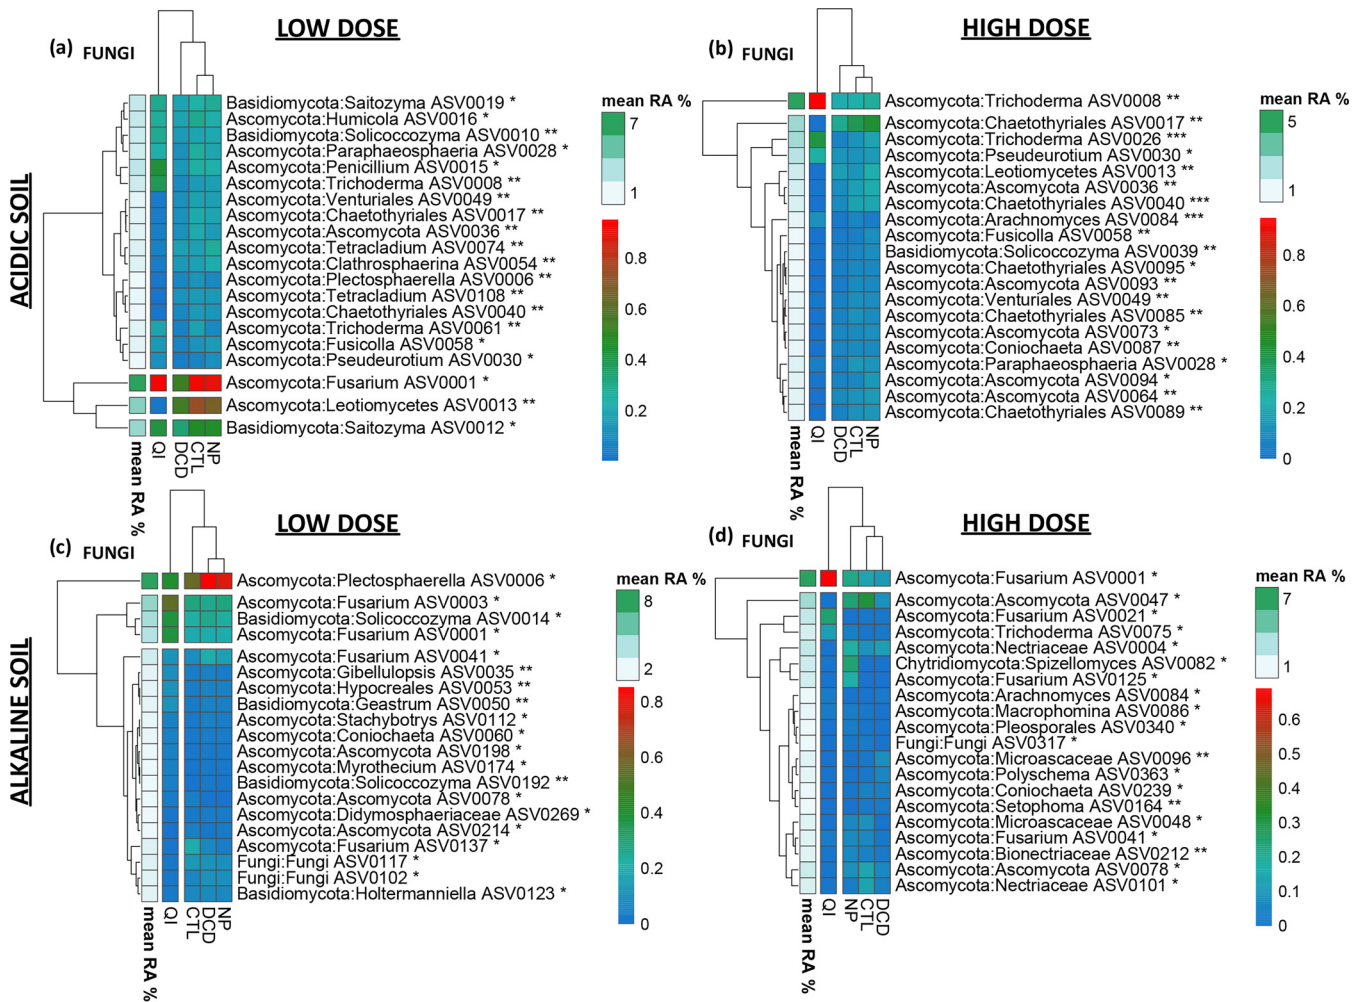 LOW DOSE
HIGH DOSE
(a) FUNGI
(b) FUNGI
ACIDIC SOIL
Basidiomycota:Saitozyma ASV0019 *
Ascomycota:Humicola ASV0016 *
Basidiomycota:Solicoccozyma ASV0010 **
Ascomycota:Paraphaeosphaeria ASV0028 *
Ascomycota:Penicillium ASV0015 *
Ascomycota:Trichoderma ASV0008 **
Ascomycota:Venturiales ASV0049 **
Ascomycota:Chaetothyriales ASV0017 **
Ascomycota:Ascomycota ASV0036 **
Ascomycota:Tetracladium ASV0074 **
Ascomycota:Clathrosphaerina ASV0054 **
Ascomycota:Plectosphaerella ASV0006 **
Ascomycota:Tetracladium ASV0108 **
Ascomycota:Chaetothyriales ASV0040 **
Ascomycota:Trichoderma ASV0061 **
Ascomycota:Fusicolla ASV0058 *
Ascomycota:Pseudeurotium ASV0030 *
Ascomycota:Fusarium ASV0001 *
Ascomycota:Leotiomycetes ASV0013 **
Basidiomycota:Saitozyma ASV0012 *
mean RA %
QI
DCD
CTL
NP
mean RA %
7
1
0.8
0.6
0.4
0.2
Ascomycota:Trichoderma ASV0008 **
Ascomycota:Chaetothyriales ASV0017 **
Ascomycota:Trichoderma ASV0026 ***
Ascomycota:Pseudeurotium ASV0030 *
Ascomycota:Leotiomycetes ASV0013 **
Ascomycota:Ascomycota ASV0036 **
Ascomycota:Chaetothyriales ASV0040 ***
Ascomycota:Arachnomyces ASV0084 ***
Ascomycota:Fusicolla ASV0058 **
Basidiomycota:Solicoccozyma ASV0039 **
Ascomycota:Chaetothyriales ASV0095 *
Ascomycota:Ascomycota ASV0093 **
Ascomycota:Venturiales ASV0049 **
Ascomycota:Chaetothyriales ASV0085 **
Ascomycota:Ascomycota ASV0073 *
Ascomycota:Coniochaeta ASV0087 **
Ascomycota:Paraphaeosphaeria ASV0028 *
Ascomycota:Ascomycota ASV0094 *
Ascomycota:Ascomycota ASV0064 **
Ascomycota:Chaetothyriales ASV0089 **
mean RA %
QI
DCD
CTL
NP
mean RA %
5
1
0.8
0.6
0.4
0.2
0
LOW DOSE
HIGH DOSE
(c) FUNGI
(d) FUNGI
ALKALINE SOIL
Ascomycota:Plectosphaerella ASV0006 *
Ascomycota:Fusarium ASV0003 *
Basidiomycota:Solicoccozyma ASV0014 *
Ascomycota:Fusarium ASV0001 *
Ascomycota:Fusarium ASV0041 *
Ascomycota:Gibellulopsis ASV0035 **
Ascomycota:Hypocreales ASV0053 **
Basidiomycota:Geastrum ASV0050 **
Ascomycota:Stachybotrys ASV0112 *
Ascomycota:Coniochaeta ASV0060 *
Ascomycota:Ascomycota ASV0198 *
Ascomycota:Myrothecium ASV0174 *
Basidiomycota:Solicoccozyma ASV0192 **
Ascomycota:Ascomycota ASV0078 *
Ascomycota:Didymosphaeriaceae ASV0269 *
Ascomycota:Ascomycota ASV0214 *
Ascomycota:Fusarium ASV0137 *
Fungi:Fungi ASV0117 *
Fungi:Fungi ASV0102 *
Basidiomycota:Holtermanniella ASV0123 *
mean RA %
QI
CTL
DCD
NP
mean RA %
8
2
0.8
0.6
0.4
0.2
0
Ascomycota:Fusarium ASV0001 *
Ascomycota:Ascomycota ASV0047 *
Ascomycota:Fusarium ASV0021
Ascomycota:Trichoderma ASV0075 *
Ascomycota:Nectriaceae ASV0004 *
Chytridiomycota:Spizellomyces ASV0082 *
Ascomycota:Fusarium ASV0125 *
Ascomycota:Arachnomyces ASV0084 *
Ascomycota:Macrophomina ASV0086 *
Ascomycota:Pleosporales ASV0340 *
Fungi:Fungi ASV0317 *
Ascomycota:Microascaceae ASV0096 **
Ascomycota:Polyschema ASV0363 *
Ascomycota:Coniochaeta ASV0239 *
Ascomycota:Setophoma ASV0164 **
Ascomycota:Microascaceae ASV0048 *
Ascomycota:Fusarium ASV0041 *
Ascomycota:Bionectriaceae ASV0212 **
Ascomycota:Ascomycota ASV0078 *
Ascomycota:Nectriaceae ASV0101 *
mean RA %
QI
NP
CTL
DCD
mean RA %
7
1
0.6
0.5
0.4
0.3
0.2
0.1
0